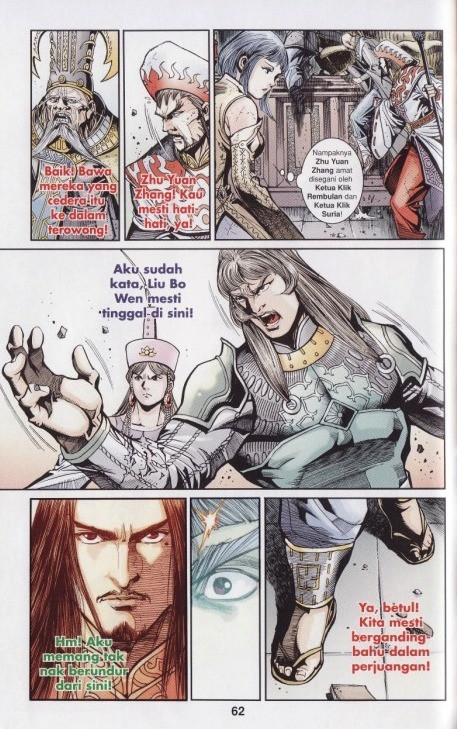 Baik! Bawa
mereka yang
cedera itu
ke dalam
terowong!
Zhu Yuan
Zhang! Kau
mesti hati-
hati, ya!
Nampaknya
Zhu Yuan
Zhang amat
disegani oleh
Ketua Klik
Rembulan dan
Ketua Klik
Suria!
Aku sudah
kata, Liu Bo
Wen mesti
tinggal di sini!
Hm! Aku
memang tak
nak berundur
dari sini!
Ya, betul!
Kita mesti
berganding
bahu dalam
perjuangan!
62